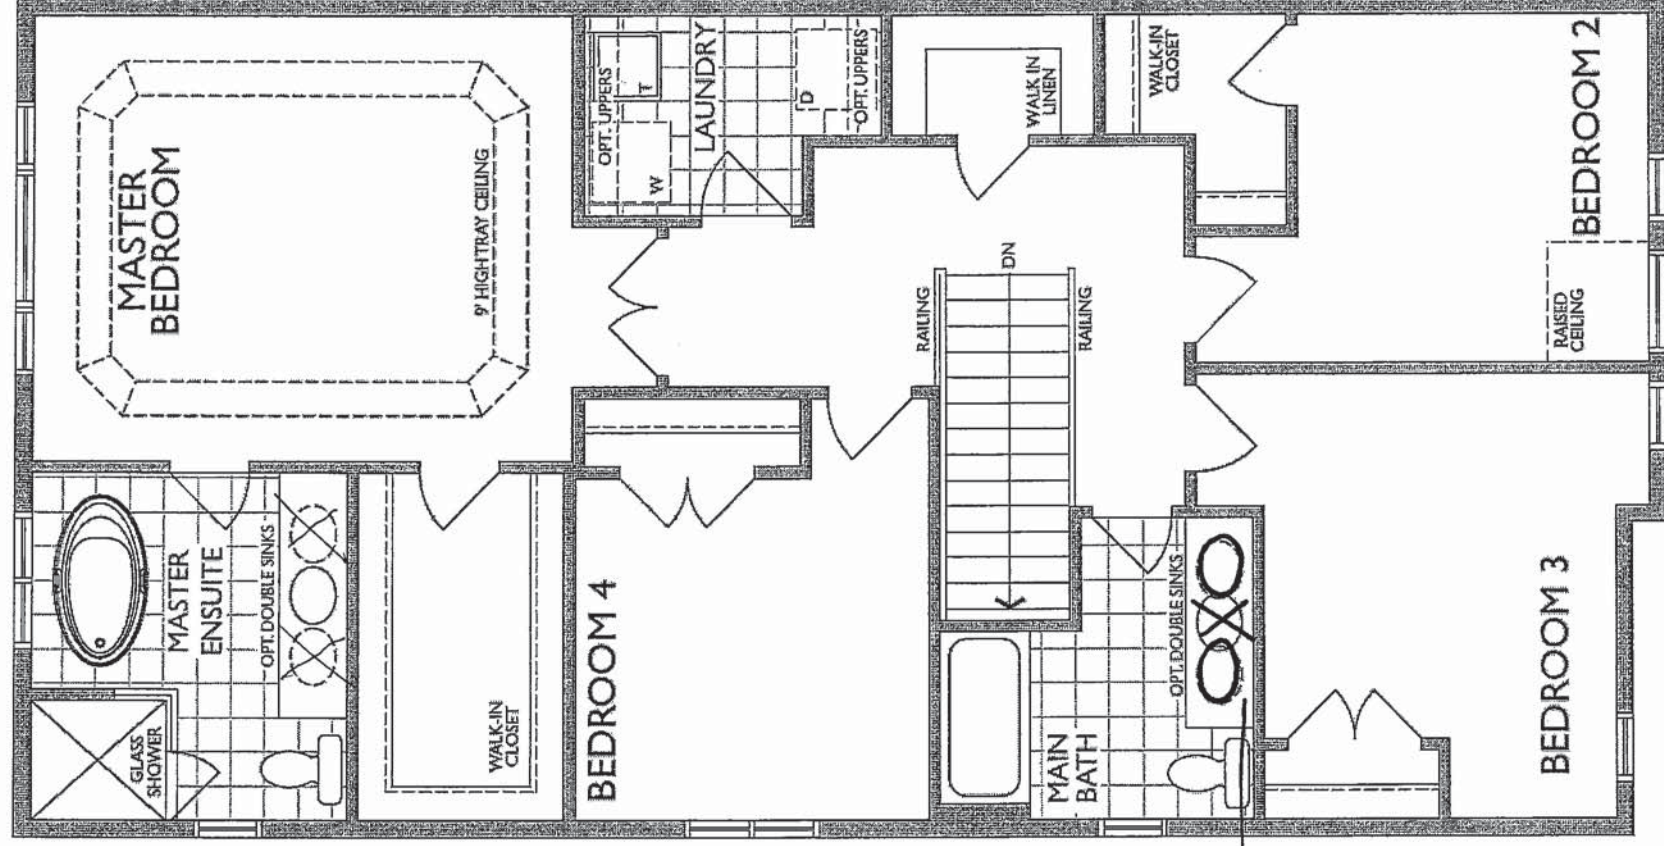 MASTER
BEDROOM
9' HIGH TRAY CEILING
OPT. UPPERS
T
W
LAUNDRY
D
OPT. UPPERS
WALK IN
LINEN
WALK-IN
CLOSET
BEDROOM 2
RAISED
CEILING
RAILING
DN
RAILING
MASTER
ENSUITE
OPT. DOUBLE SINKS
GLASS
SHOWER
WALK-IN
CLOSET
BEDROOM 4
MAIN
BATH
OPT. DOUBLE SINKS
BEDROOM 3